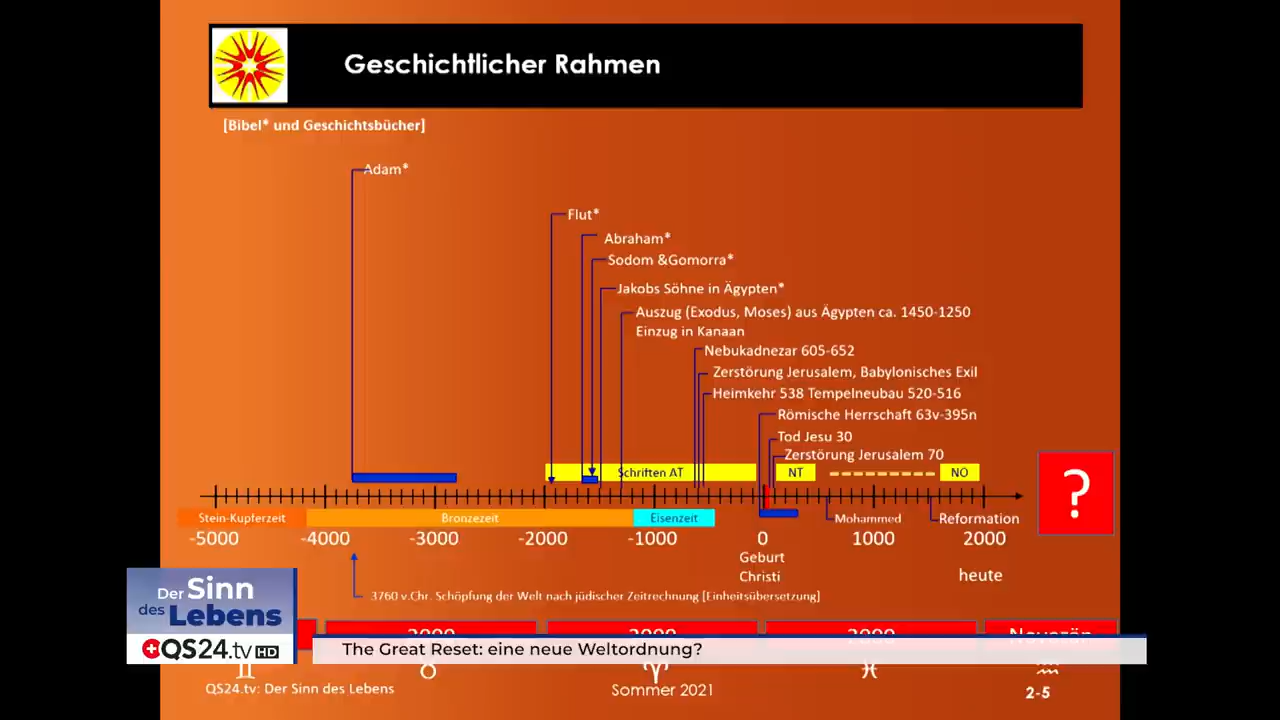 Geschichtlicher Rahmen
[Bibel* und Geschichtsbücher]
Adam*
Flut*
Abraham*
Sodom &Gomorra*
Jakobs Söhne in Ägypten*
Auszug (Exodus, Moses) aus Ägypten ca. 1450-1250
Einzug in Kanaan
Nebukadnezar 605-652
Zerstörung Jerusalem, Babylonisches Exil
Heimkehr 538 Tempelneubau 520-516
Römische Herrschaft 63v-395n
Tod Jesu 30
Zerstörung Jerusalem 70
Schriften AT
NT
NO
?
Stein-Kupferzeit
Bronzezeit
Eisenzeit
Mohammed
Reformation
-5000 -4000 -3000 -2000 -1000 0 1000 2000
Geburt
Christi
heute
3760 v.Chr. Schöpfung der Welt nach jüdischer Zeitrechnung [Einheitsübersetzung]
Der Sinn
des Lebens
QS24.tv HD
The Great Reset: eine neue Weltordnung?
♊ ♉ ♈ ♓ ♒
QS24.tv: Der Sinn des Lebens
Sommer 2021
2-5